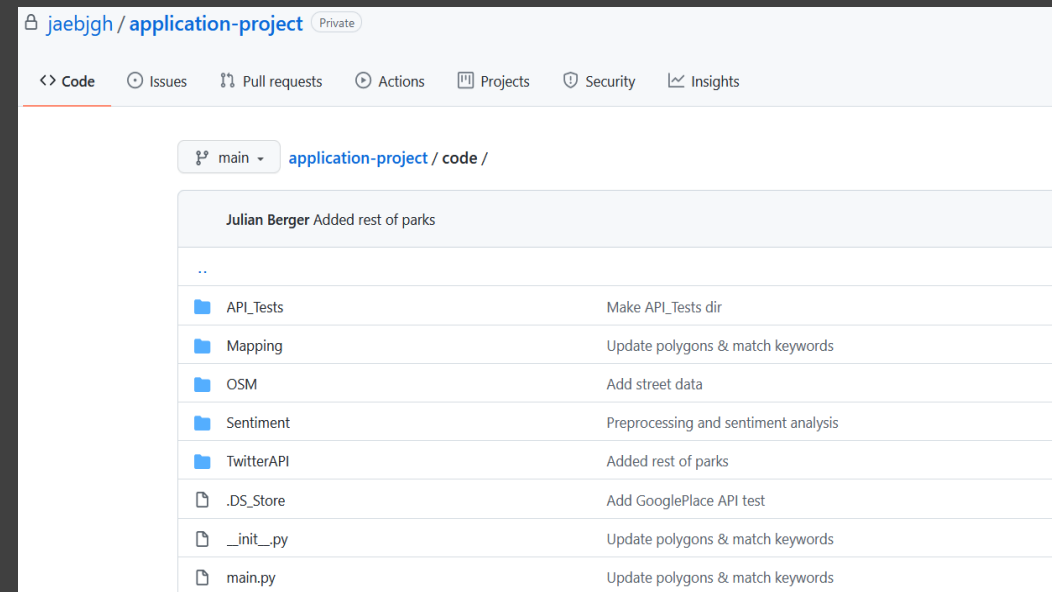 jaebjgh / application-project Private
Code Issues Pull requests Actions Projects Security Insights
main application-project / code /
Julian Berger Added rest of parks
..
API_Tests Make API_Tests dir
Mapping Update polygons & match keywords
OSM Add street data
Sentiment Preprocessing and sentiment analysis
TwitterAPI Added rest of parks
.DS_Store Add GooglePlace API test
__init__.py Update polygons & match keywords
main.py Update polygons & match keywords